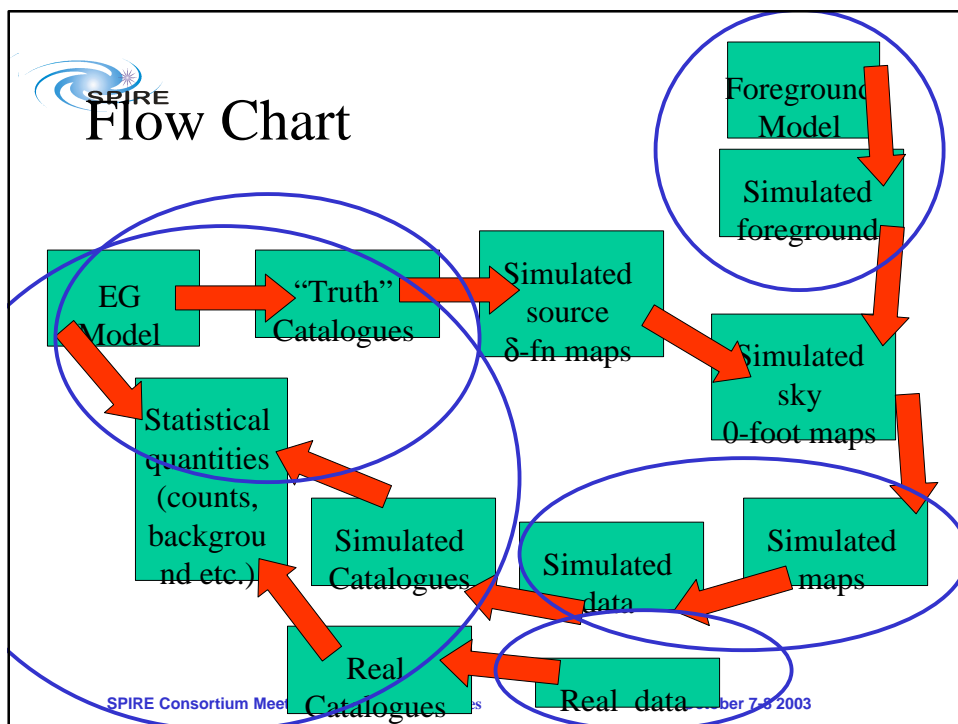 SPIRE
Flow Chart
Foreground
Model
Simulated
foreground
EG
Model
“Truth”
Catalogues
Simulated
source
δ-fn maps
Simulated
sky
0-foot maps
Statistical
quantities
(counts,
backgrou
nd etc.)
Simulated
Catalogues
Simulated
data
Simulated
maps
Real
Catalogues
Real data
SPIRE Consortium
7-8 2003